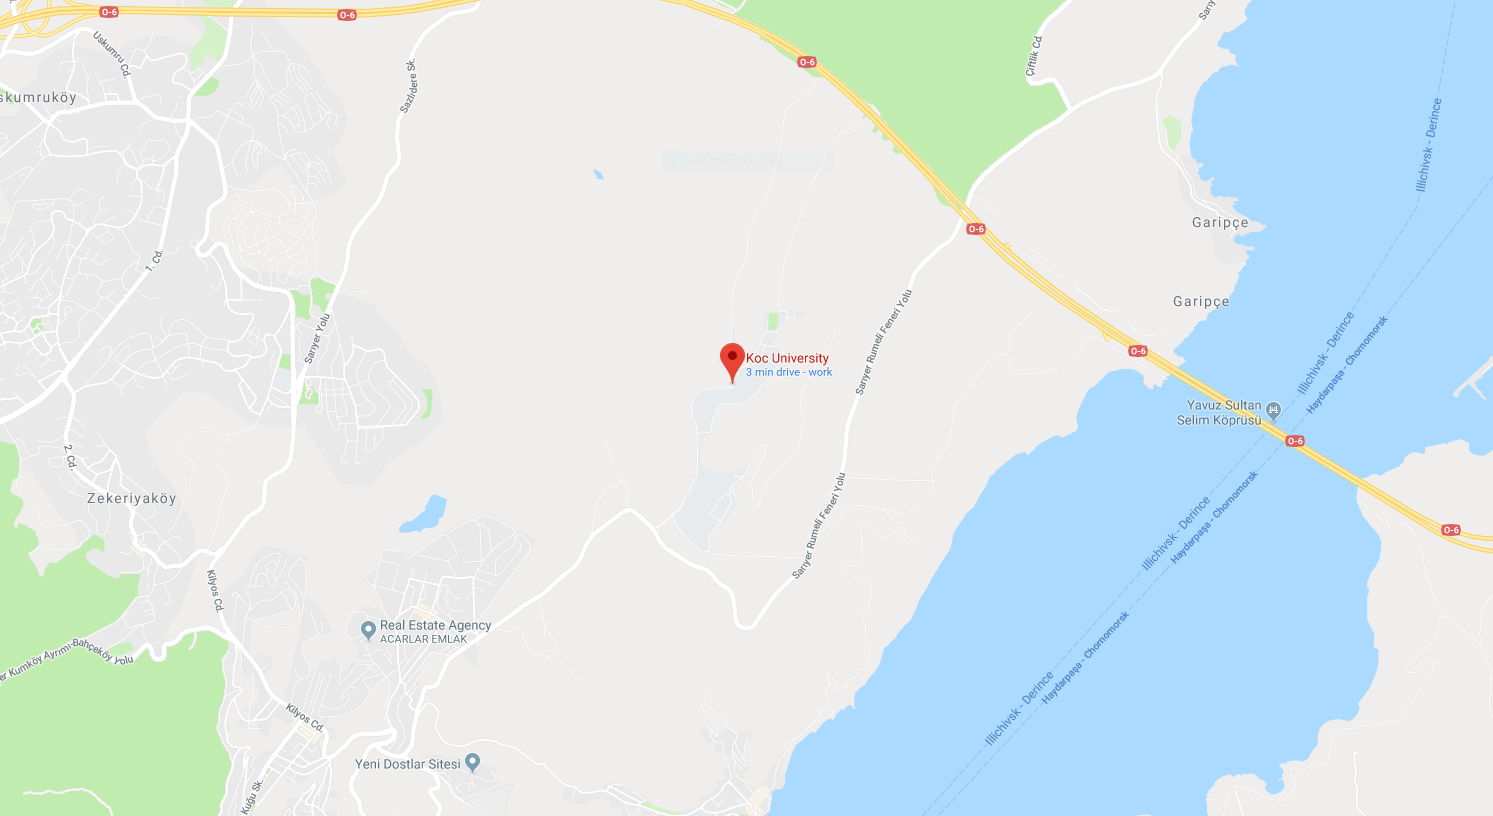 O-6
O-6
Uskumru Cd.
skumruköy
Sazlıdere Sk.
O-6
Çiftlik Cd.
Sarıy
Illichivsk - Derince
Rectangular Snip
1. Cd.
O-6
Garipçe
Garipçe
Sarıyer Yolu
Sarıyer Rumeli Feneri Yolu
Koc University
3 min drive - work
O-6
Illichivsk - Derince
Haydarpaşa - Chornomorsk
Yavuz Sultan
Selim Köprüsü
O-6
2. Cd.
Zekeriyaköy
Sarıyer Rumeli Feneri Yolu
Illichivsk - Derince
Haydarpaşa - Chornomorsk
O-6
Kilyos Cd.
Real Estate Agency
ACARLAR EMLAK
er Kumköy Ayrımı-Bahçeköy Yolu
Kilyos Cd.
Illichivsk - Derince
Haydarpaşa - Chornomorsk
Yeni Dostlar Sitesi
Kuğu Sk.